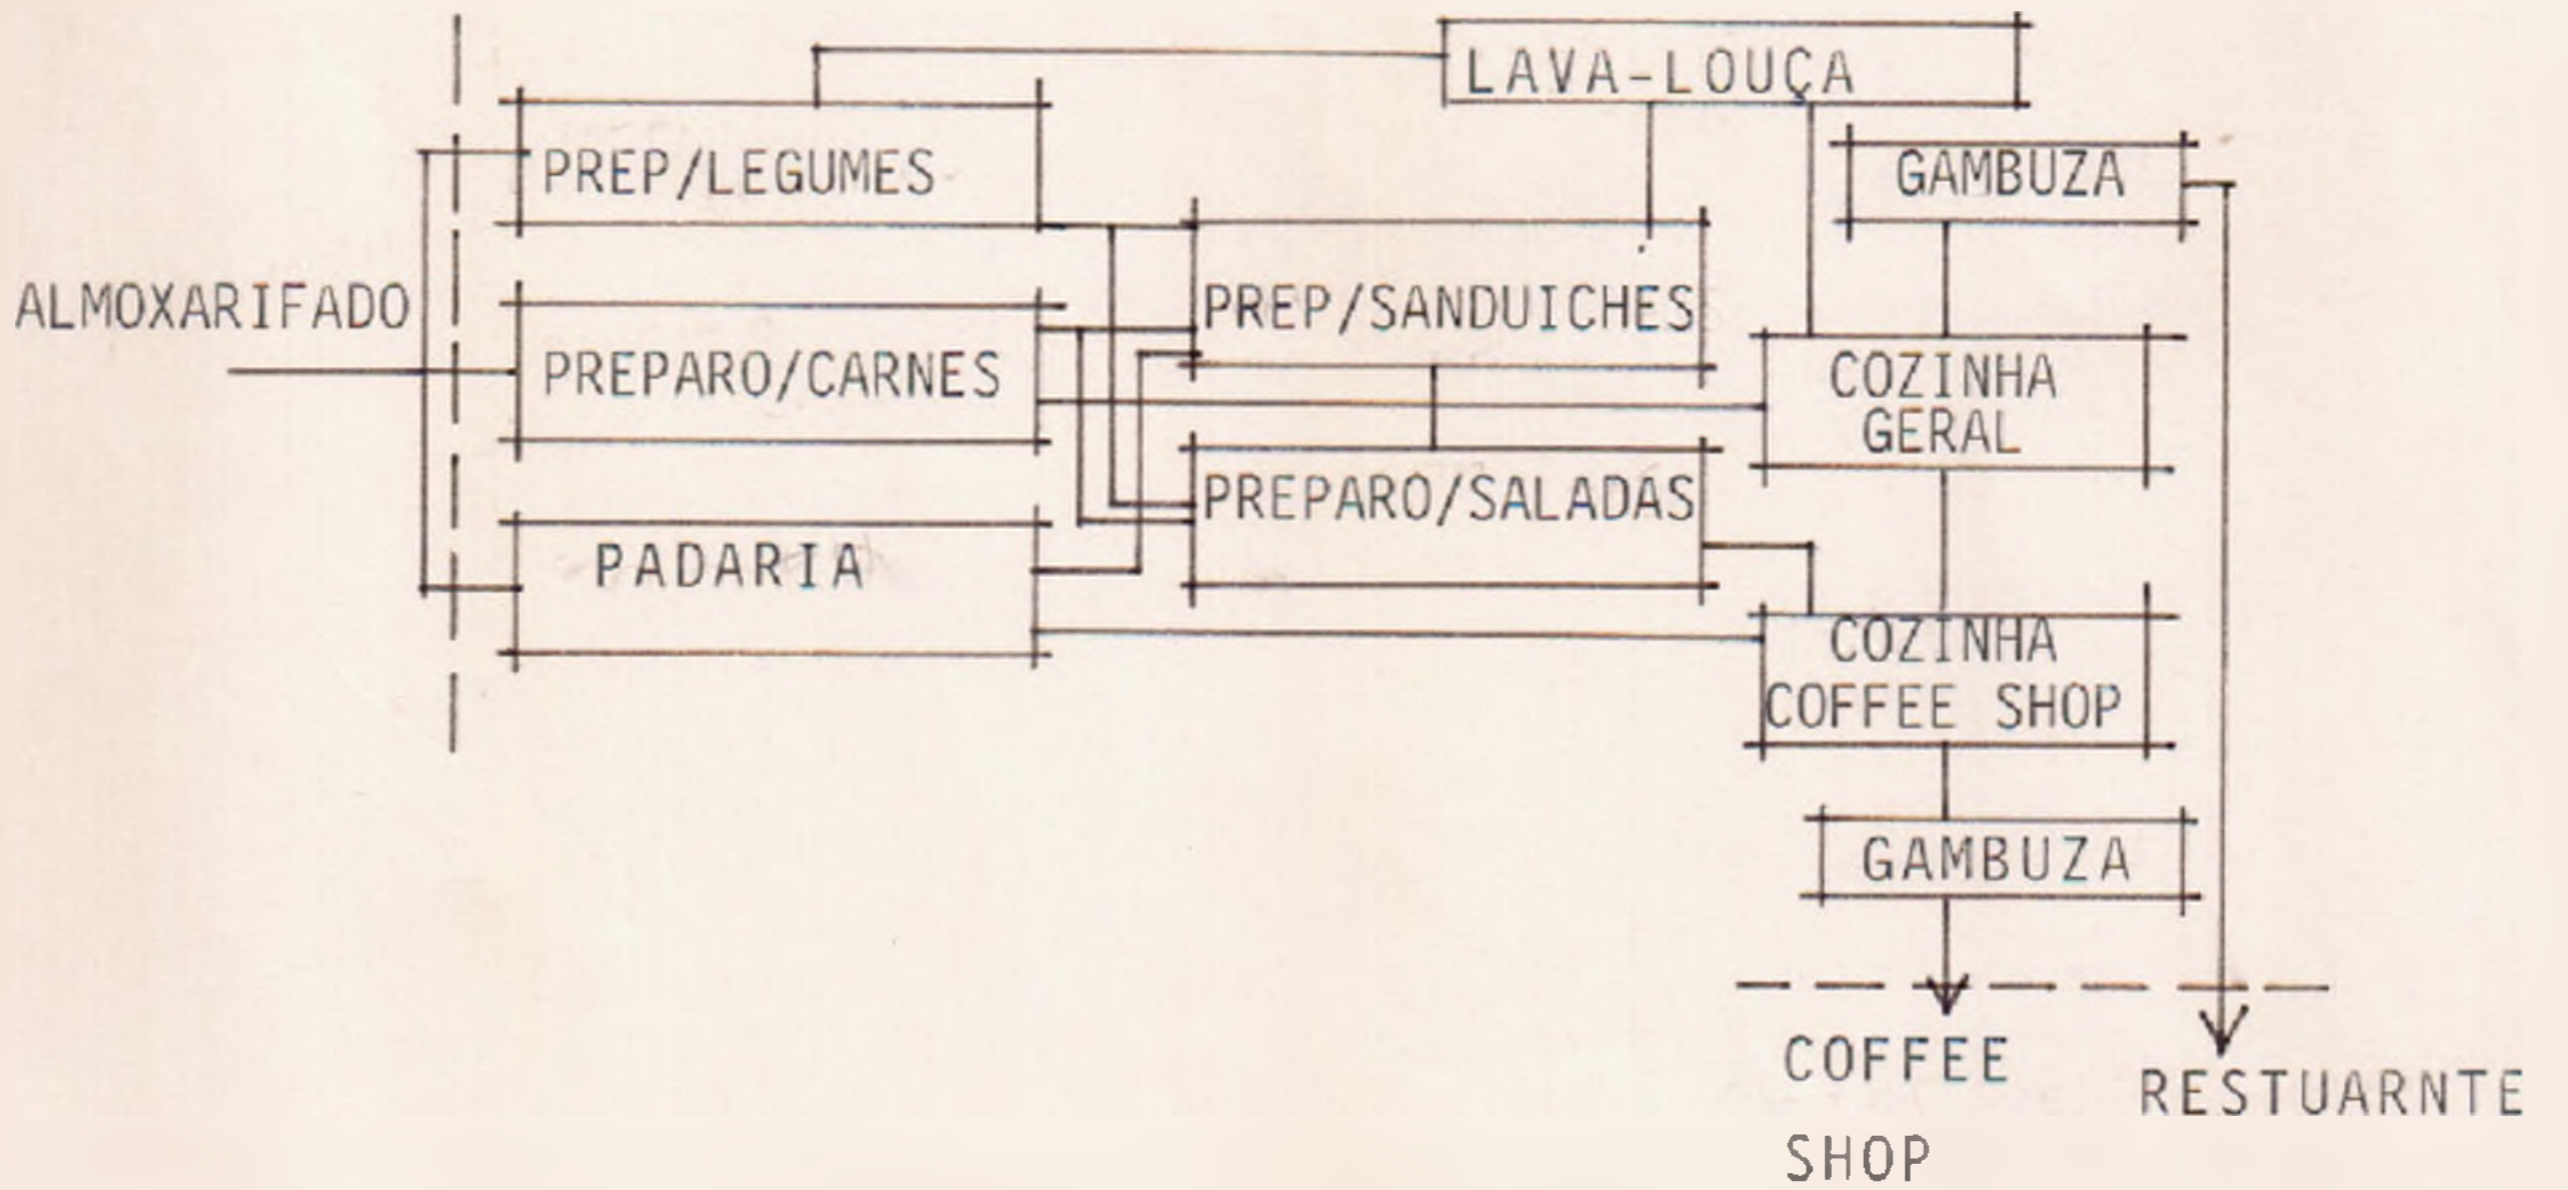 LAVA-LOUÇA
PREP/LEGUMES
GAMBUZA
ALMOXARIFADO
PREP/SANDUICHES
PREPARO/CARNES
COZINHA
GERAL
PREPARO/SALADAS
PADARIA
COZINHA
COFFEE SHOP
GAMBUZA
COFFEE
SHOP
RESTUARNTE